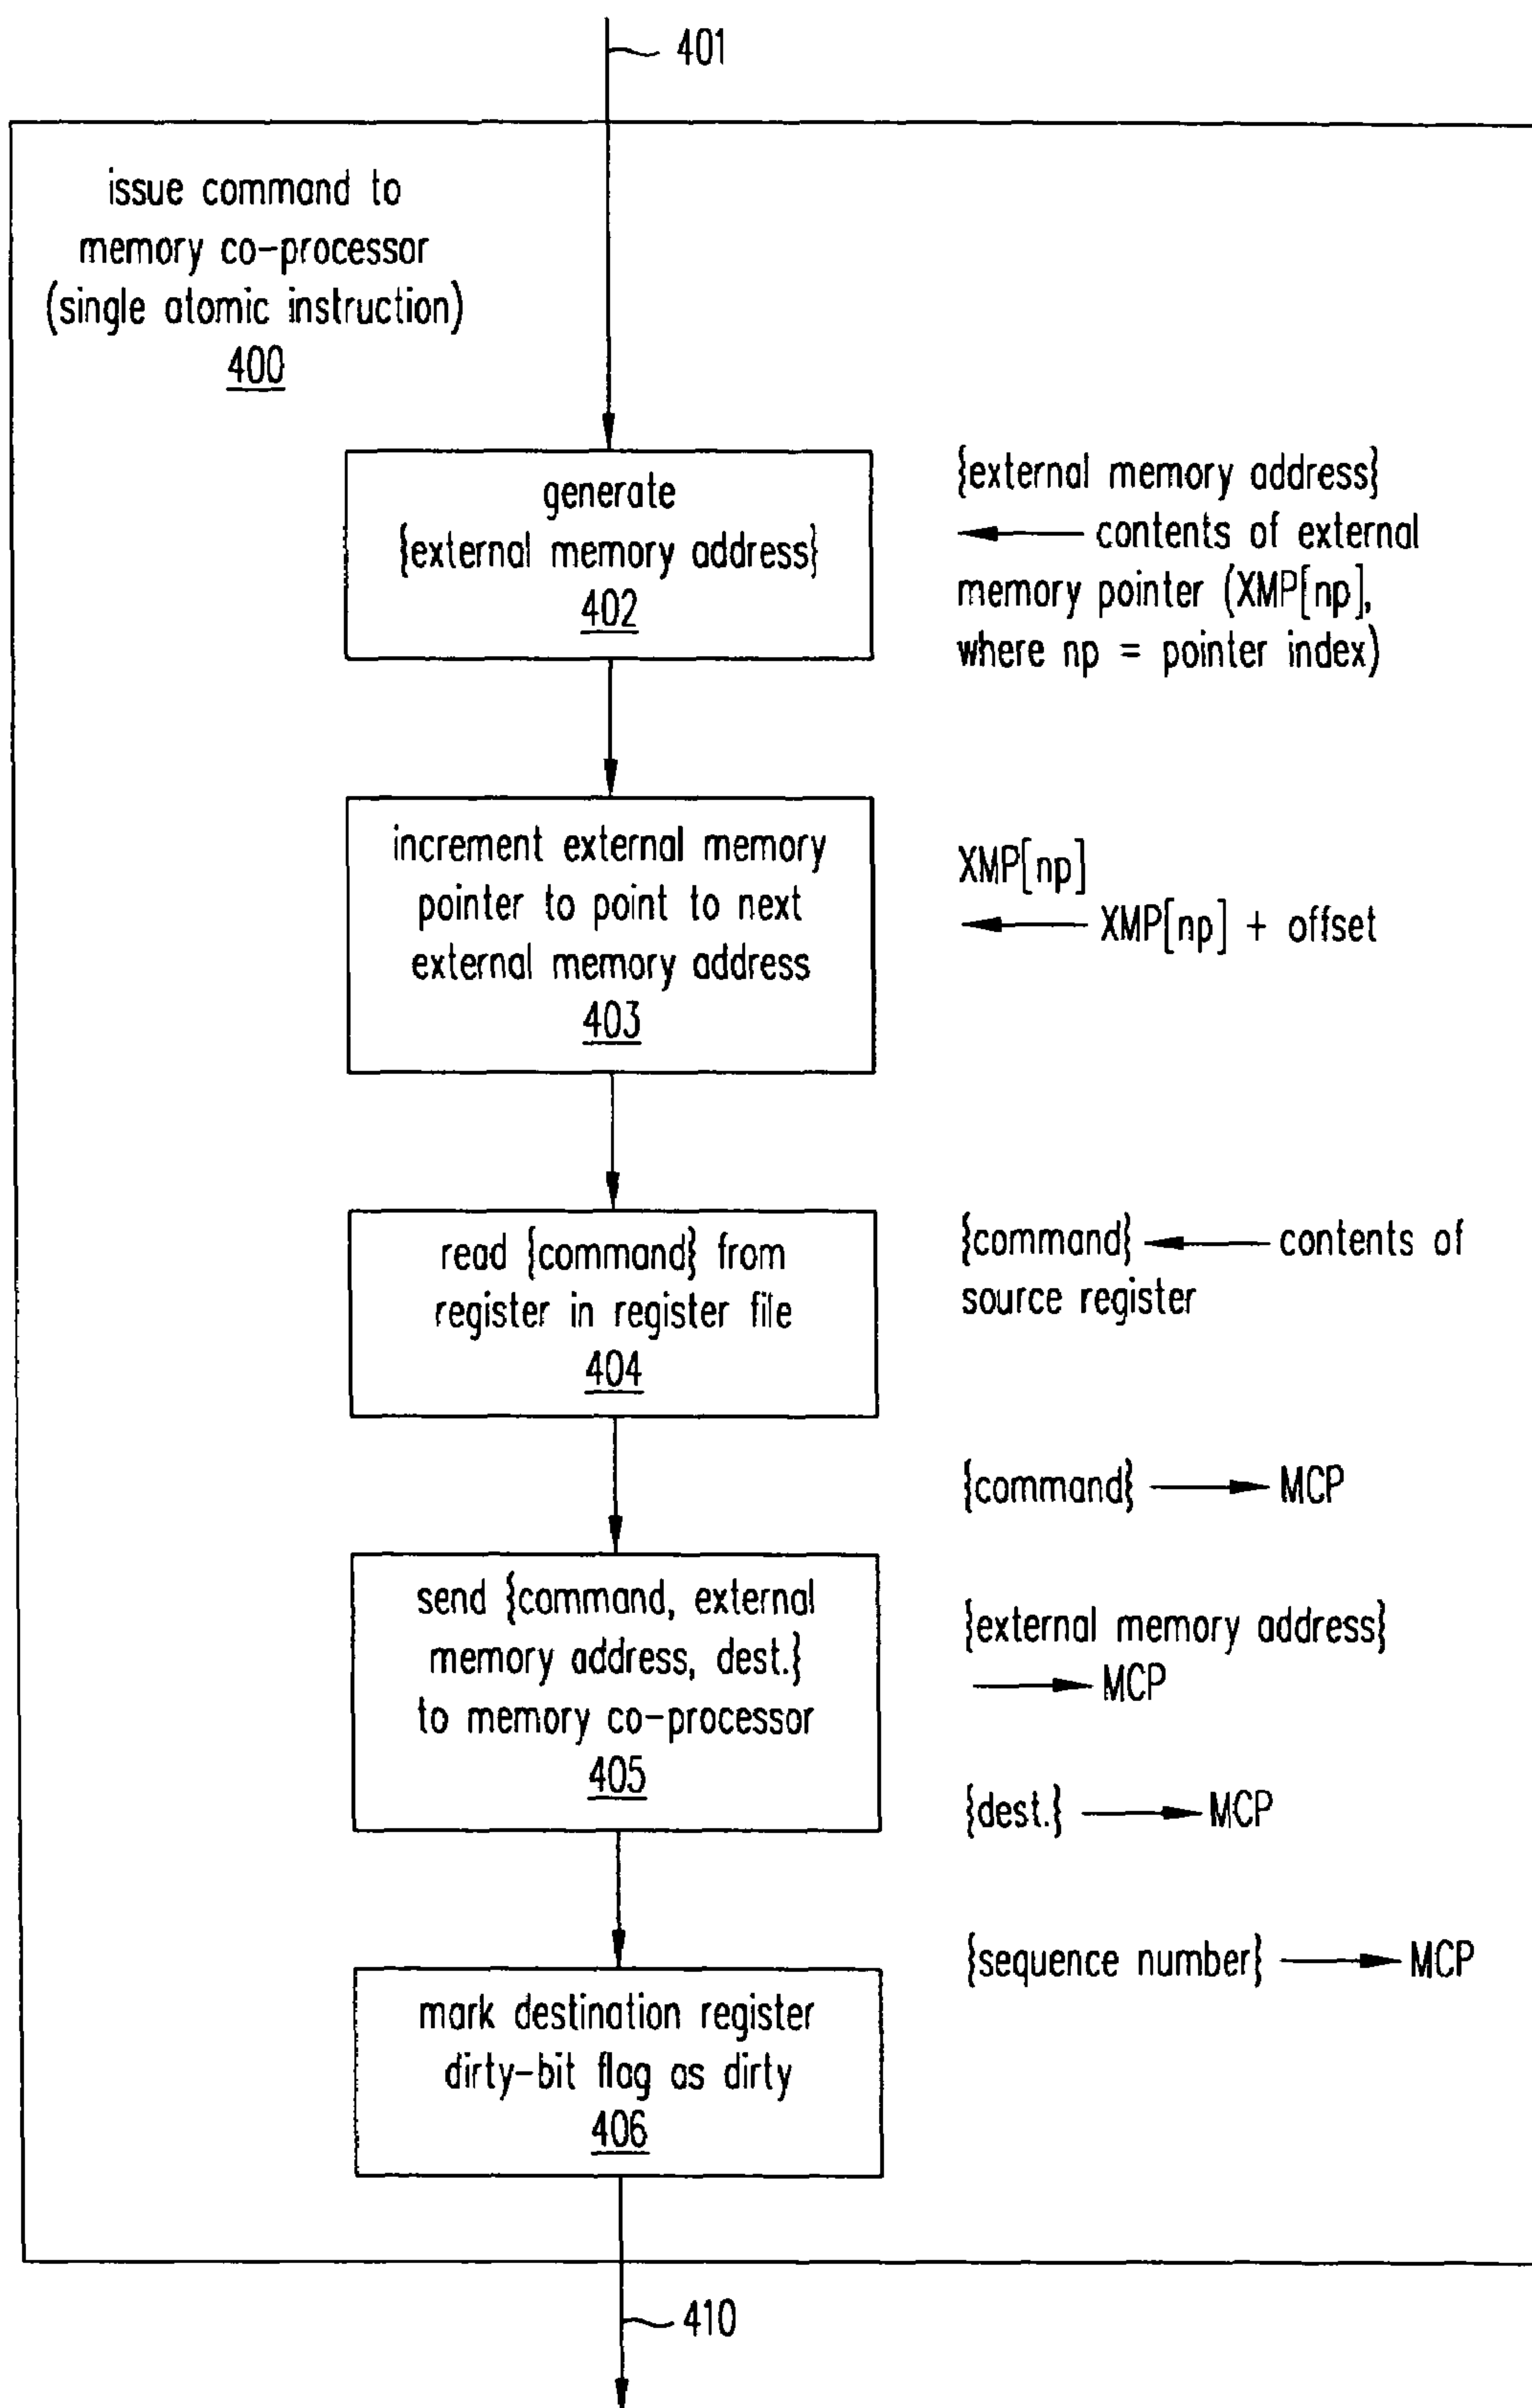 401
issue command to
memory co-processor
(single atomic instruction)
400
generate
{external memory address}
402
{external memory address}
← contents of external
memory pointer (XMP[np],
where np = pointer index)
increment external memory
pointer to point to next
external memory address
403
XMP[np]
← XMP[np] + offset
read {command} from
register in register file
404
{command} ← contents of
source register
{command} → MCP
send {command, external
memory address, dest.}
to memory co-processor
405
{external memory address}
→ MCP
{dest.} → MCP
{sequence number} → MCP
mark destination register
dirty-bit flag as dirty
406
410